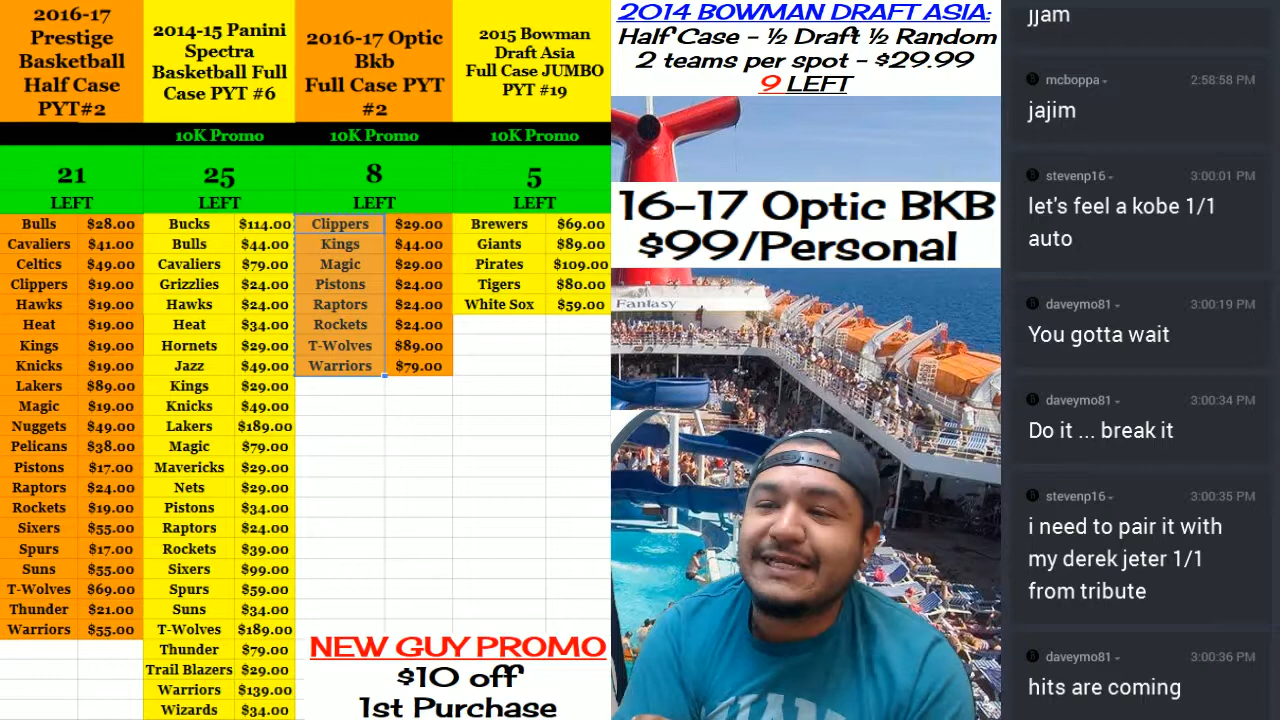 2016-17
Prestige
Basketball
Half Case
PYT#2
21
LEFT
Bulls $28.00
Cavaliers $41.00
Celtics $49.00
Clippers $19.00
Hawks $19.00
Heat $19.00
Kings $19.00
Knicks $19.00
Lakers $89.00
Magic $19.00
Nuggets $49.00
Pelicans $38.00
Pistons $17.00
Raptors $24.00
Rockets $19.00
Sixers $55.00
Spurs $17.00
Suns $55.00
T-Wolves $69.00
Thunder $21.00
Warriors $55.00
2014-15 Panini
Spectra
Basketball Full
Case PYT #6
10K Promo
25
LEFT
Bucks $114.00
Bulls $44.00
Cavaliers $79.00
Grizzlies $24.00
Hawks $24.00
Heat $34.00
Hornets $29.00
Jazz $49.00
Kings $29.00
Knicks $49.00
Lakers $189.00
Magic $79.00
Mavericks $29.00
Nets $29.00
Pistons $34.00
Raptors $24.00
Rockets $39.00
Sixers $99.00
Spurs $59.00
Suns $34.00
T-Wolves $189.00
Thunder $79.00
Trail Blazers $29.00
Warriors $139.00
Wizards $34.00
2016-17 Optic
Bkb
Full Case PYT
#2
10K Promo
8
LEFT
Clippers $29.00
Kings $44.00
Magic $29.00
Pistons $24.00
Raptors $24.00
Rockets $24.00
T-Wolves $89.00
Warriors $79.00
2015 Bowman
Draft Asia
Full Case JUMBO
PYT #19
10K Promo
5
LEFT
Brewers $69.00
Giants $89.00
Pirates $109.00
Tigers $80.00
White Sox $59.00
NEW GUY PROMO
$10 off
1st Purchase
2014 BOWMAN DRAFT ASIA:
Half Case - ½ Draft ½ Random
2 teams per spot - $29.99
9 LEFT
16-17 Optic BKB
$99/Personal
Fantasy
jjam
mcboppa 2:58:58 PM
jajim
stevenp16 3:00:01 PM
let's feel a kobe 1/1
auto
daveymo81 3:00:19 PM
You gotta wait
daveymo81 3:00:34 PM
Do it ... break it
stevenp16 3:00:35 PM
i need to pair it with
my derek jeter 1/1
from tribute
daveymo81 3:00:36 PM
hits are coming